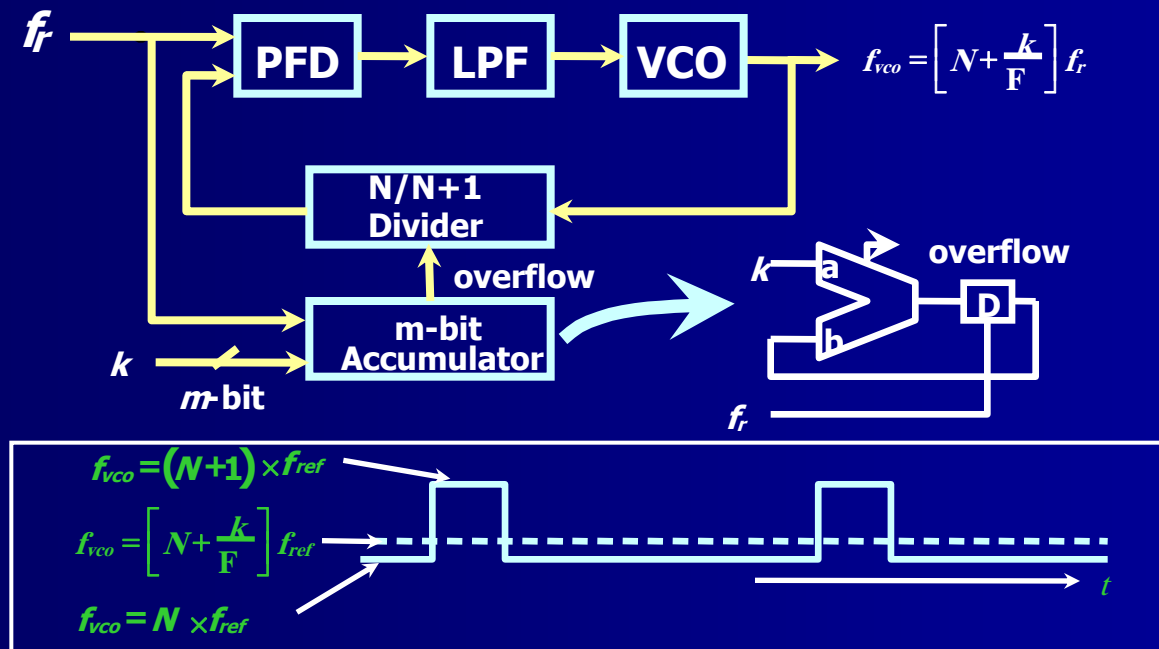 fr
PFD
LPF
VCO
fvco = [N + k/F] fr
N/N+1
Divider
overflow
m-bit
Accumulator
k
m-bit
k
a
b
overflow
D
fr
fvco = (N+1) × fref
fvco = [N + k/F] fref
fvco = N × fref
t